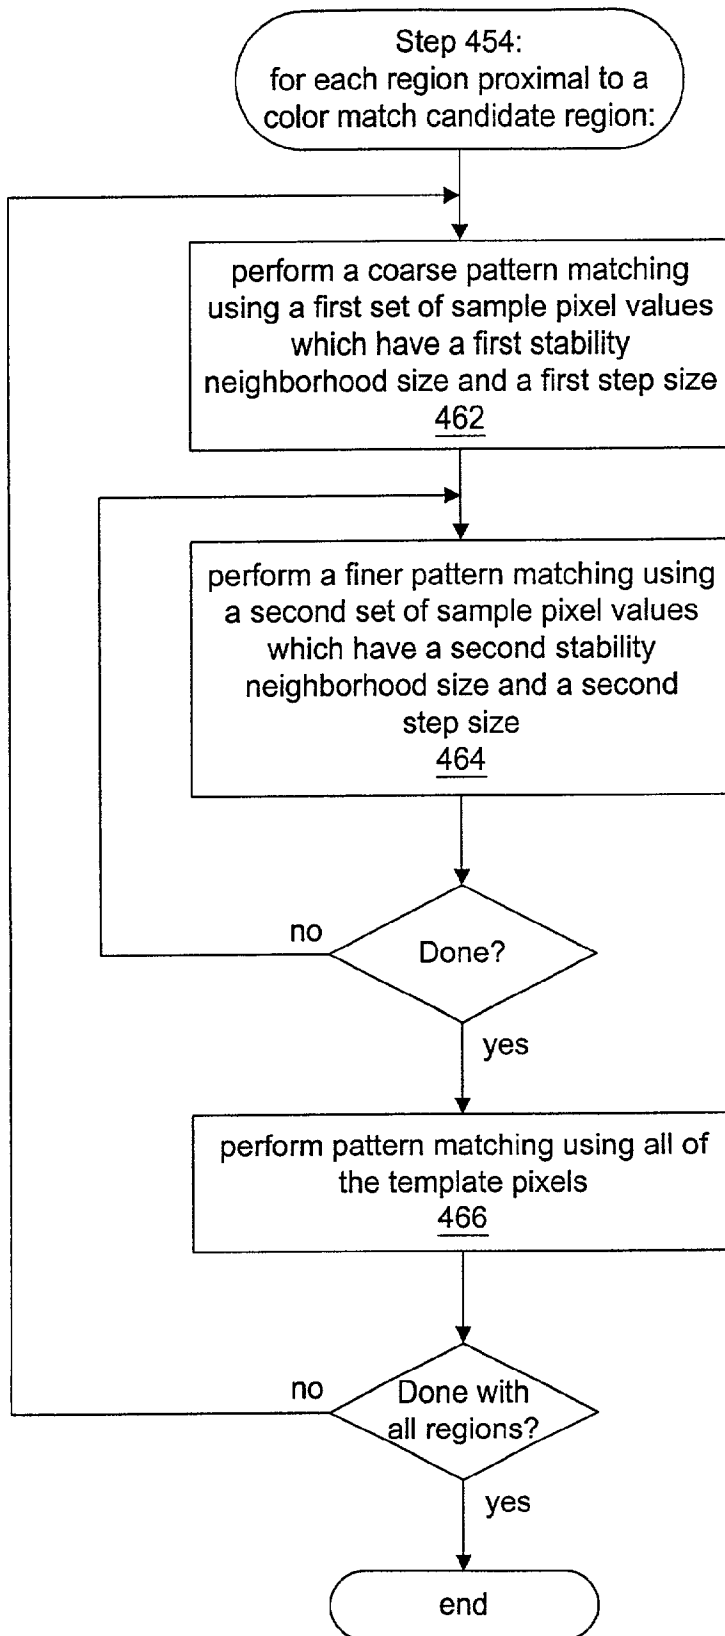 Step 454:
for each region proximal to a
color match candidate region:
perform a coarse pattern matching
using a first set of sample pixel values
which have a first stability
neighborhood size and a first step size
462
perform a finer pattern matching using
a second set of sample pixel values
which have a second stability
neighborhood size and a second
step size
464
no
Done?
yes
perform pattern matching using all of
the template pixels
466
no
Done with
all regions?
yes
end